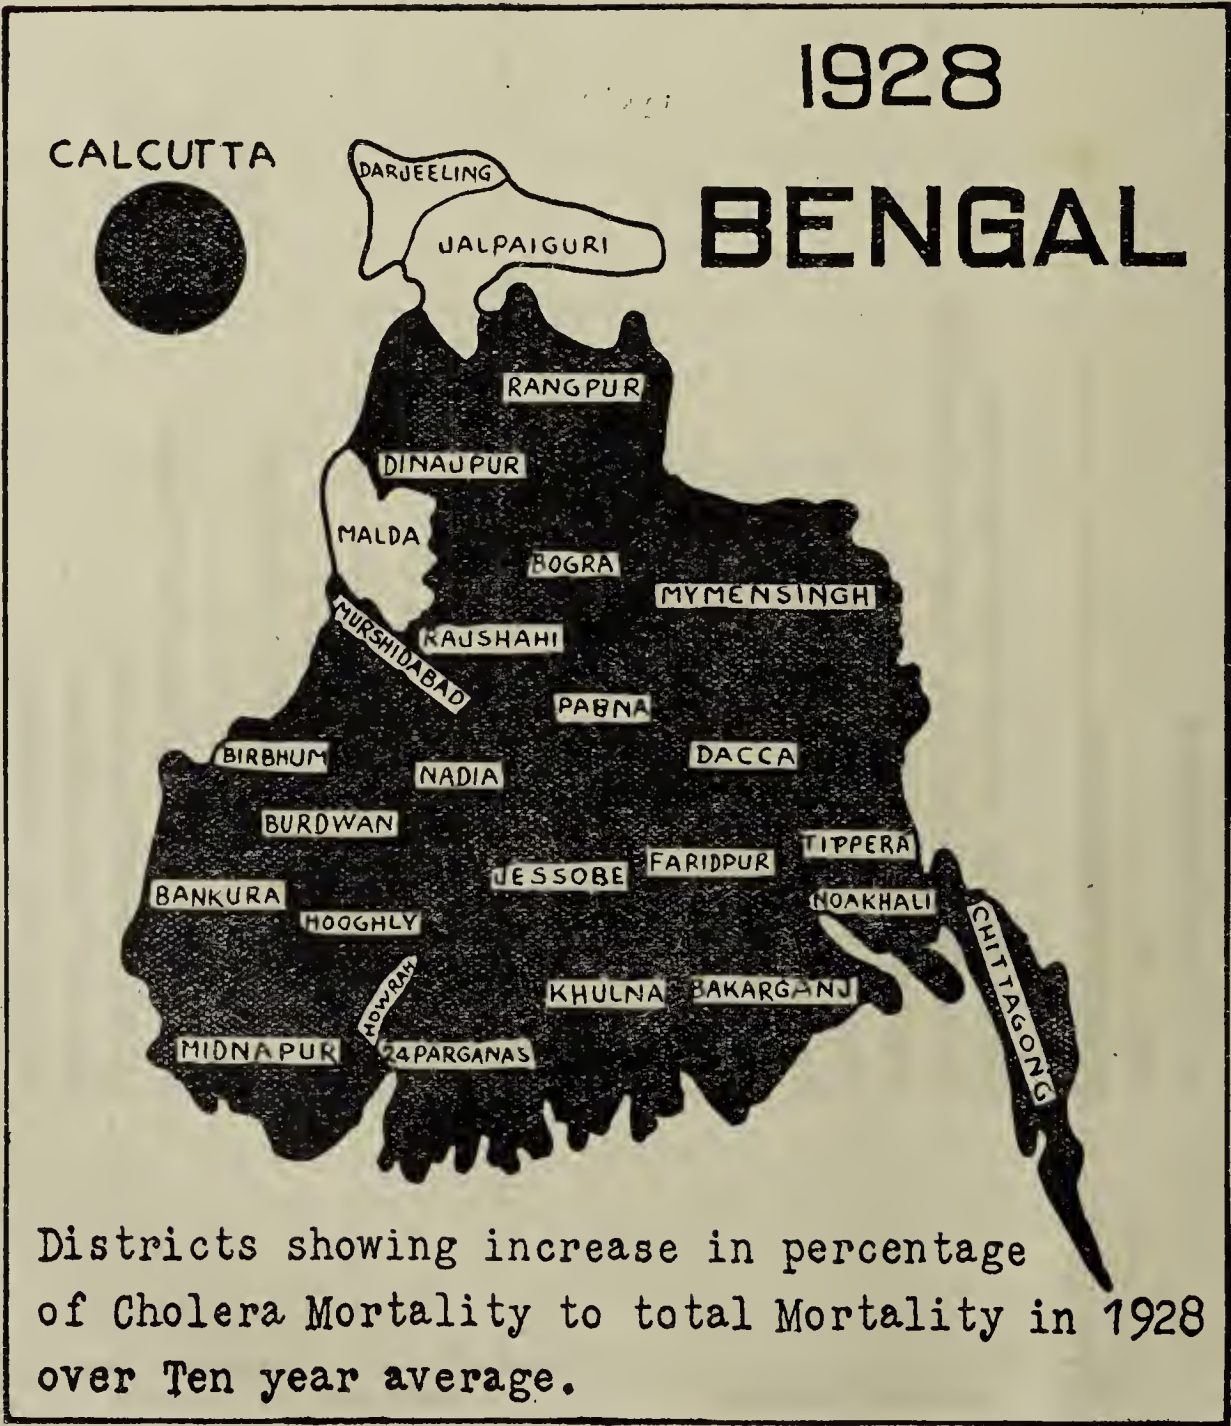 1928
BENGAL
CALCUTTA
DARJEELING
JALPAIGURI
RANGPUR
DINAJPUR
MALDA
BOGRA
MYMENSINGH
MURSHIDABAD
RAJSHAHI
PABNA
BIRBHUM
NADIA
DACCA
BURDWAN
TIPPERA
JESSOBE
FARIDPUR
BANKURA
HOOGHLY
NOAKHALI
CHITTAGONG
HOWRAH
KHULNA
BAKARGANJ
MIDNAPUR
24 PARGANAS
Districts showing increase in percentage
of Cholera Mortality to total Mortality in 1928
over Ten year average.